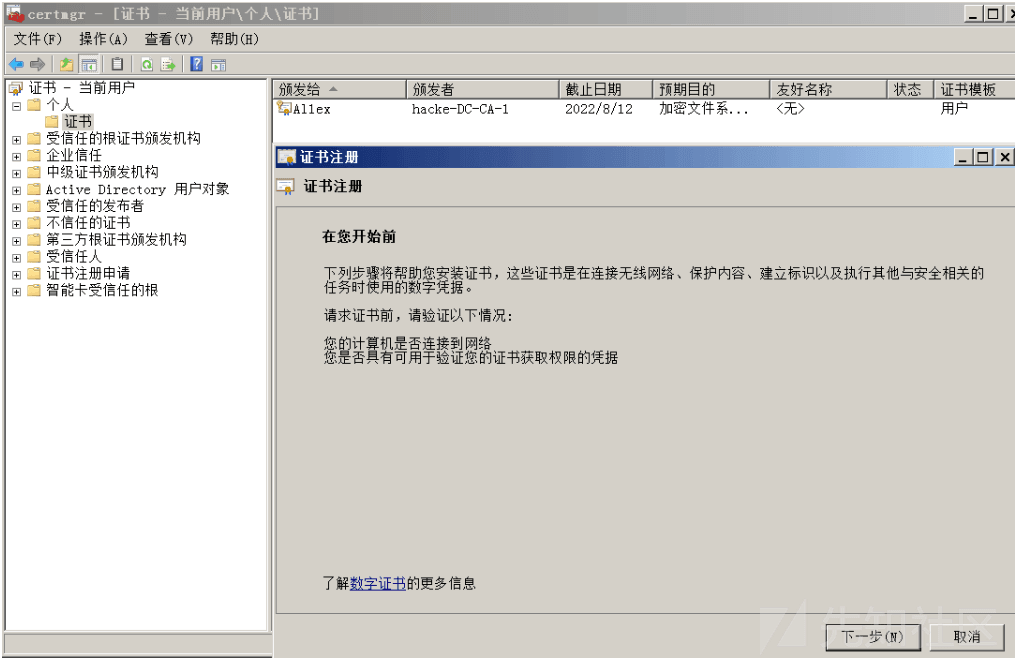 certmgr - [证书 - 当前用户\个人\证书]
文件(F) 操作(A) 查看(V) 帮助(H)
证书 - 当前用户
个人
证书
受信任的根证书颁发机构
企业信任
中级证书颁发机构
Active Directory 用户对象
受信任的发布者
不信任的证书
第三方根证书颁发机构
受信任人
证书注册申请
智能卡受信任的根
颁发给 颁发者 截止日期 预期目的 友好名称 状态 证书模板
Allex hacke-DC-CA-1 2022/8/12 加密文件系... <无> 用户
证书注册
证书注册
在您开始前
下列步骤将帮助您安装证书，这些证书是在连接无线网络、保护内容、建立标识以及执行其他与安全相关的
任务时使用的数字凭据。
请求证书前，请验证以下情况:
您的计算机是否连接到网络
您是否具有可用于验证您的证书获取权限的凭据
了解数字证书的更多信息
先知社区
下一步(N) 取消